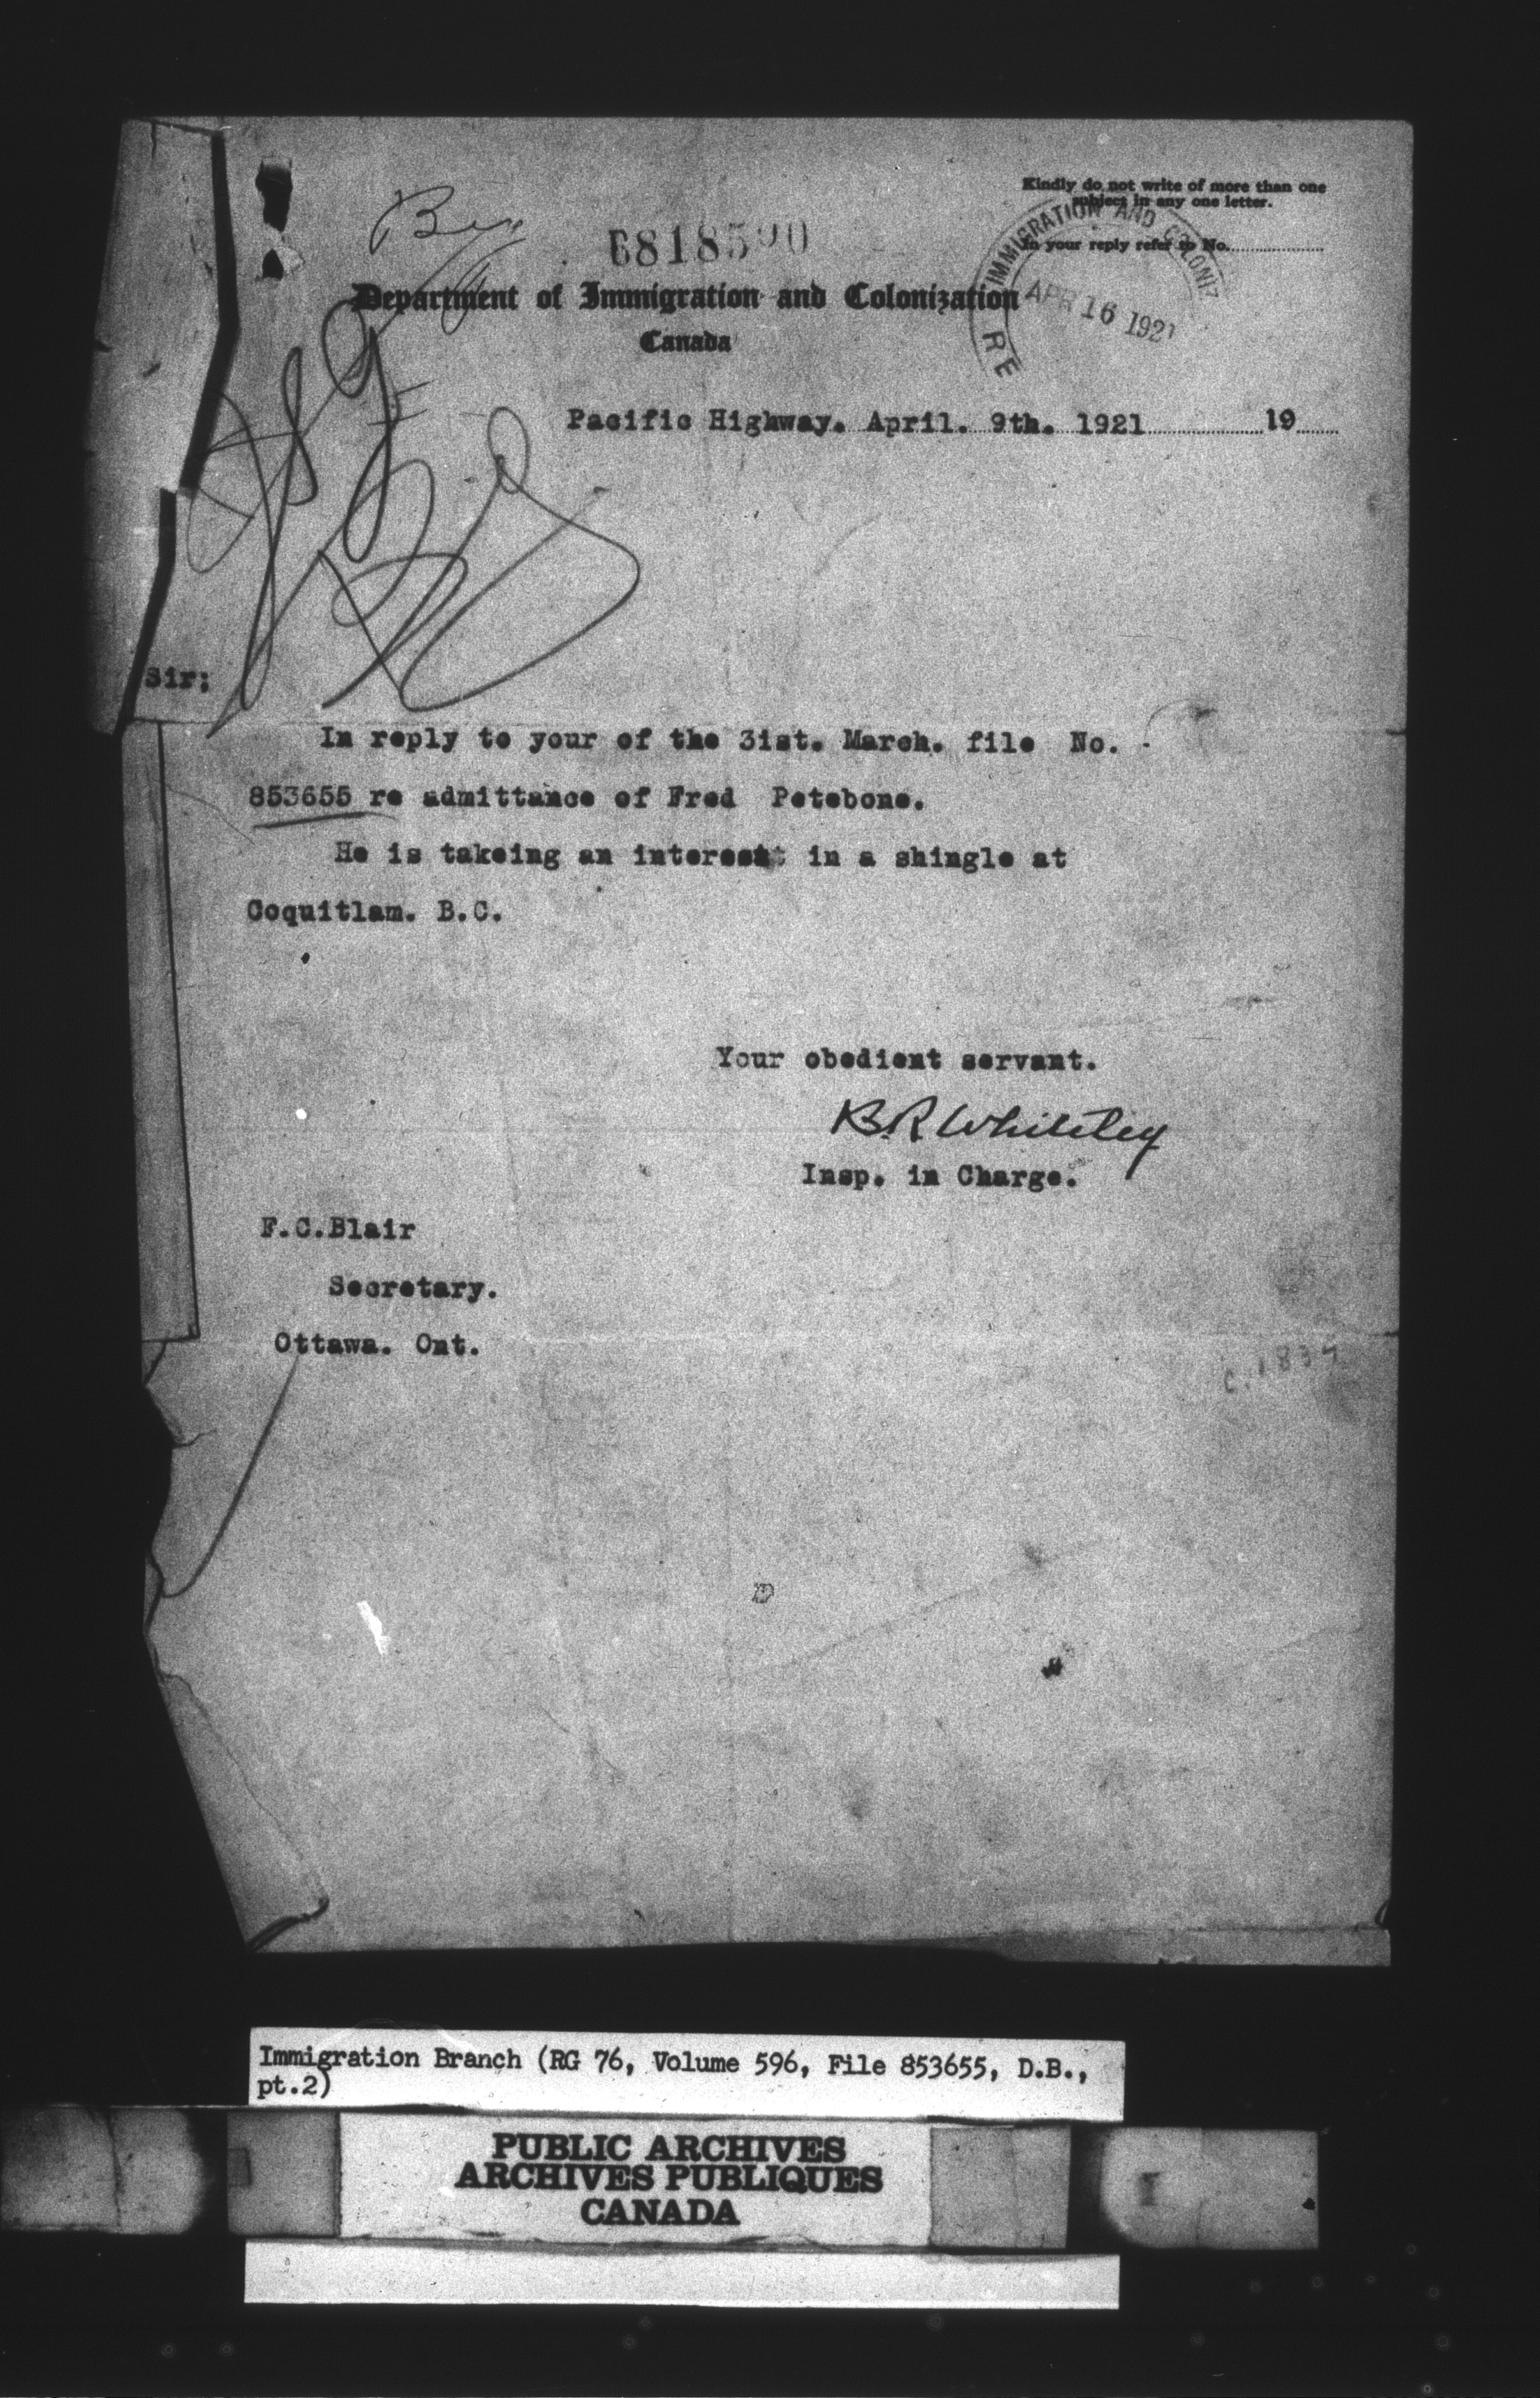 Kindly do not write of more than one
subject in any one letter.
In your reply refer to No.
IMMIGRATION AND COLONIZ
APR 16 1921
RE
Department of Immigration and Colonization
Canada
Pacific Highway. April. 9th. 1921 19
Sir:
In reply to your of the 31st. March. file No. -
853655 re admittance of Fred Petebone.
He is takeing an interest in a shingle at
Coquitlam. B.C.
Your obedient servant.
B.R. Whiteley
Insp. in Charge.
F.C.Blair
Secretary.
Ottawa. Ont.
Immigration Branch (RG 76, Volume 596, File 853655, D.B.,
pt.2)
PUBLIC ARCHIVES
ARCHIVES PUBLIQUES
CANADA